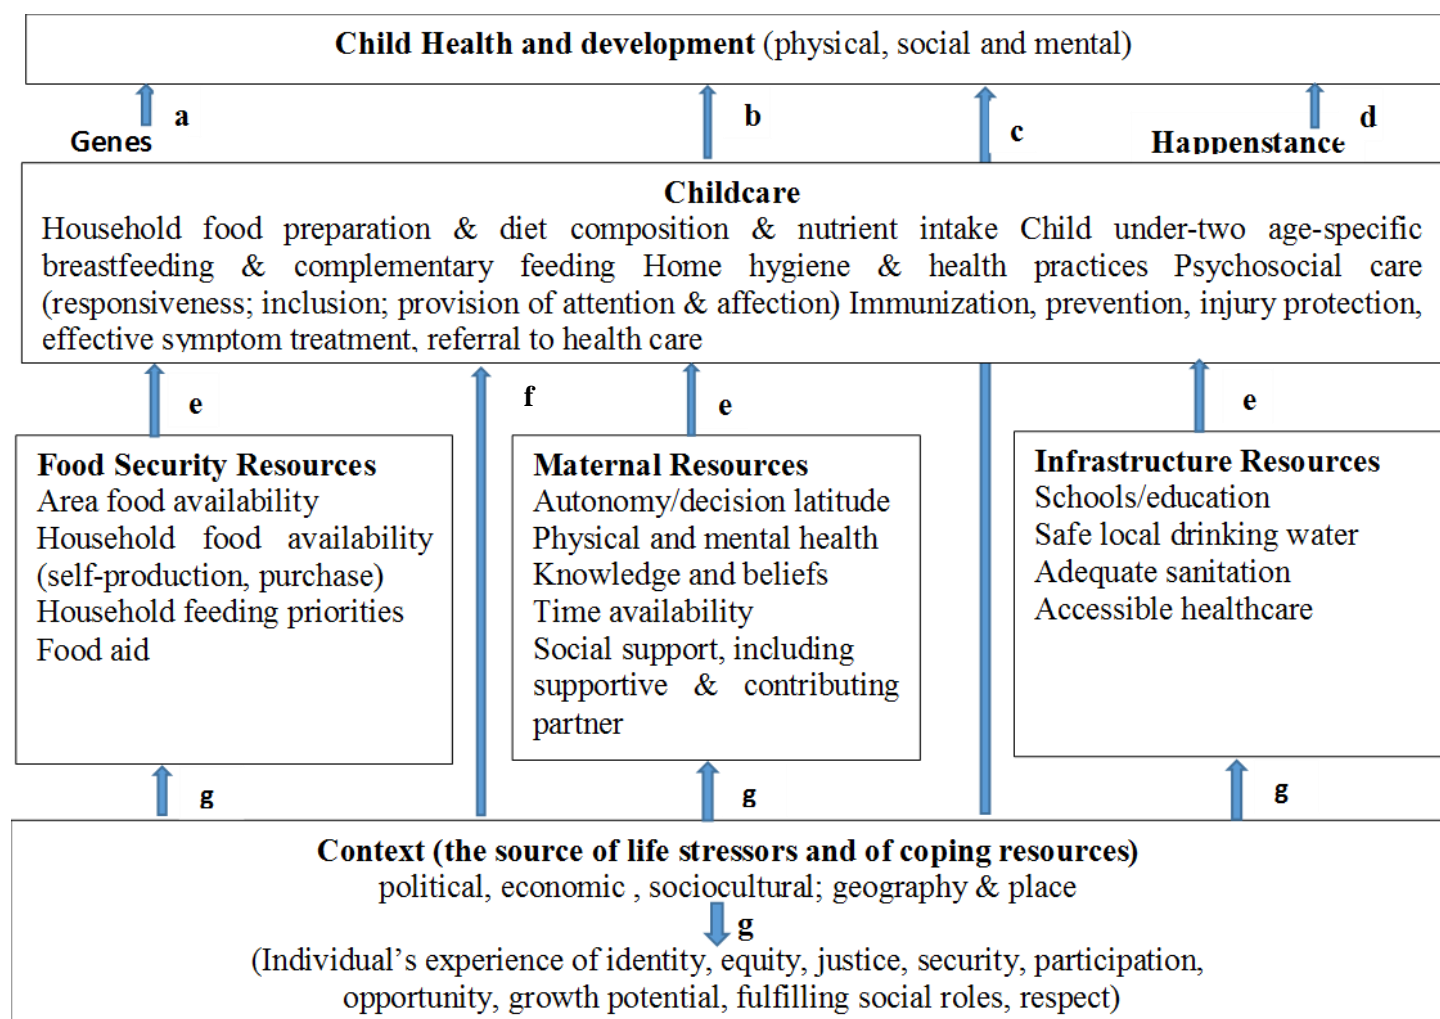 Child Health and development (physical, social and mental)
a
b
c
d
Genes
Happenstance
Childcare
Household food preparation & diet composition & nutrient intake Child under-two age-specific
breastfeeding & complementary feeding Home hygiene & health practices Psychosocial care
(responsiveness; inclusion; provision of attention & affection) Immunization, prevention, injury protection,
effective symptom treatment, referral to health care
e
f
e
e
Food Security Resources
Area food availability
Household food availability
(self-production, purchase)
Household feeding priorities
Food aid
Maternal Resources
Autonomy/decision latitude
Physical and mental health
Knowledge and beliefs
Time availability
Social support, including
supportive & contributing
partner
Infrastructure Resources
Schools/education
Safe local drinking water
Adequate sanitation
Accessible healthcare
g
g
g
Context (the source of life stressors and of coping resources)
political, economic , sociocultural; geography & place
g
(Individual’s experience of identity, equity, justice, security, participation,
opportunity, growth potential, fulfilling social roles, respect)